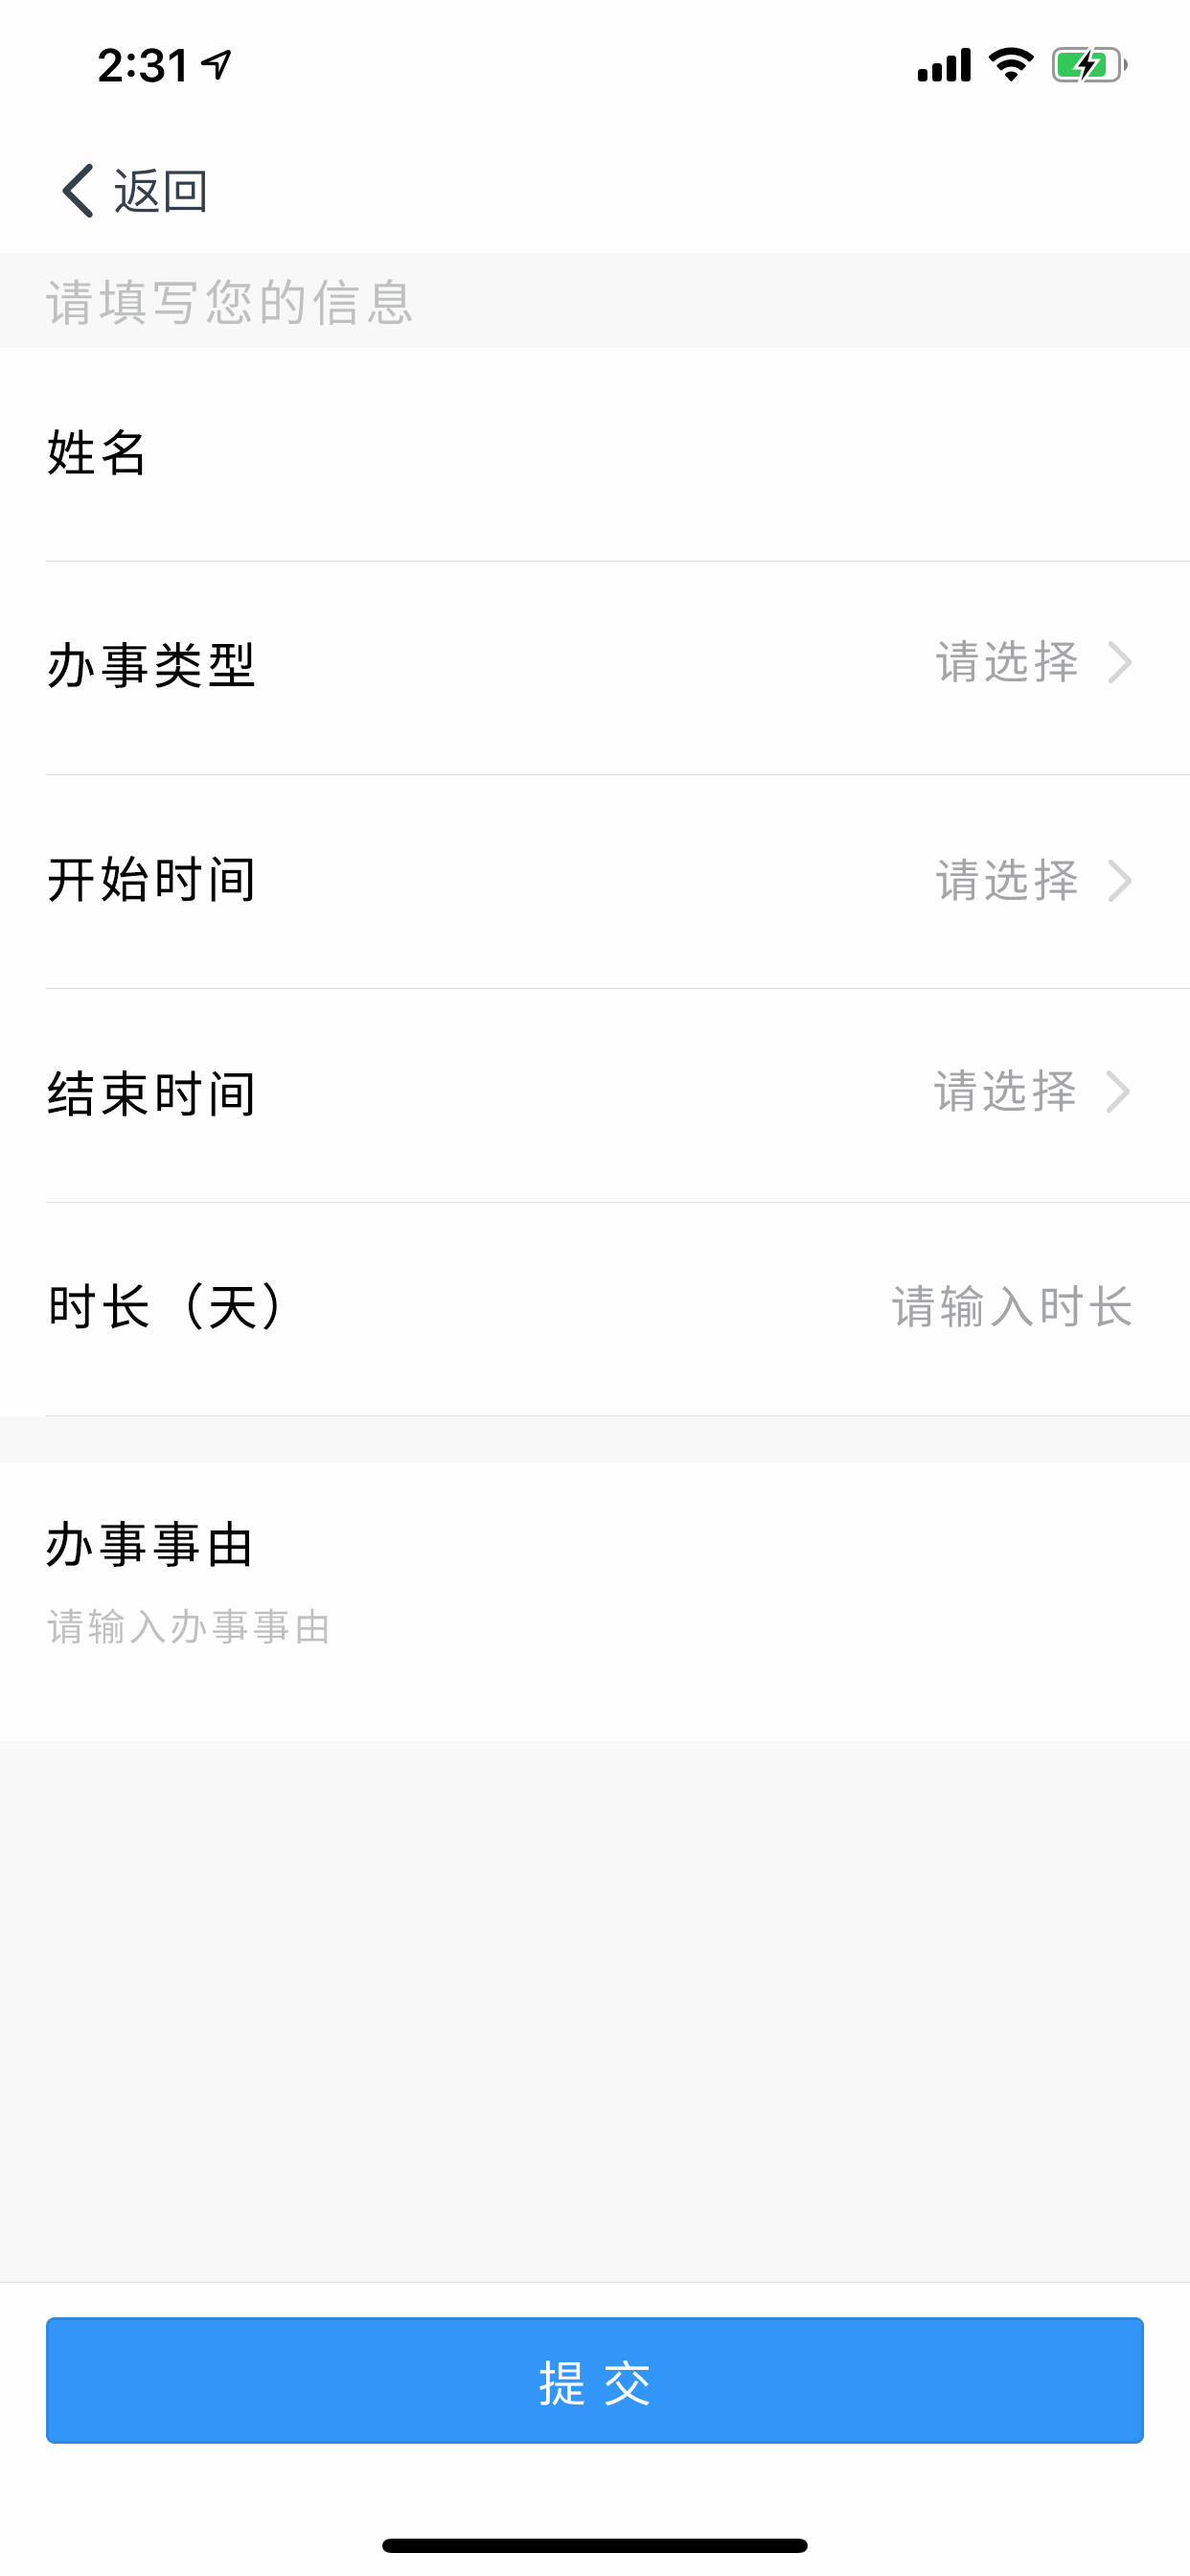 2:31
返回
请填写您的信息
姓名
办事类型 请选择
开始时间 请选择
结束时间 请选择
时长（天） 请输入时长
办事事由
请输入办事事由
提交